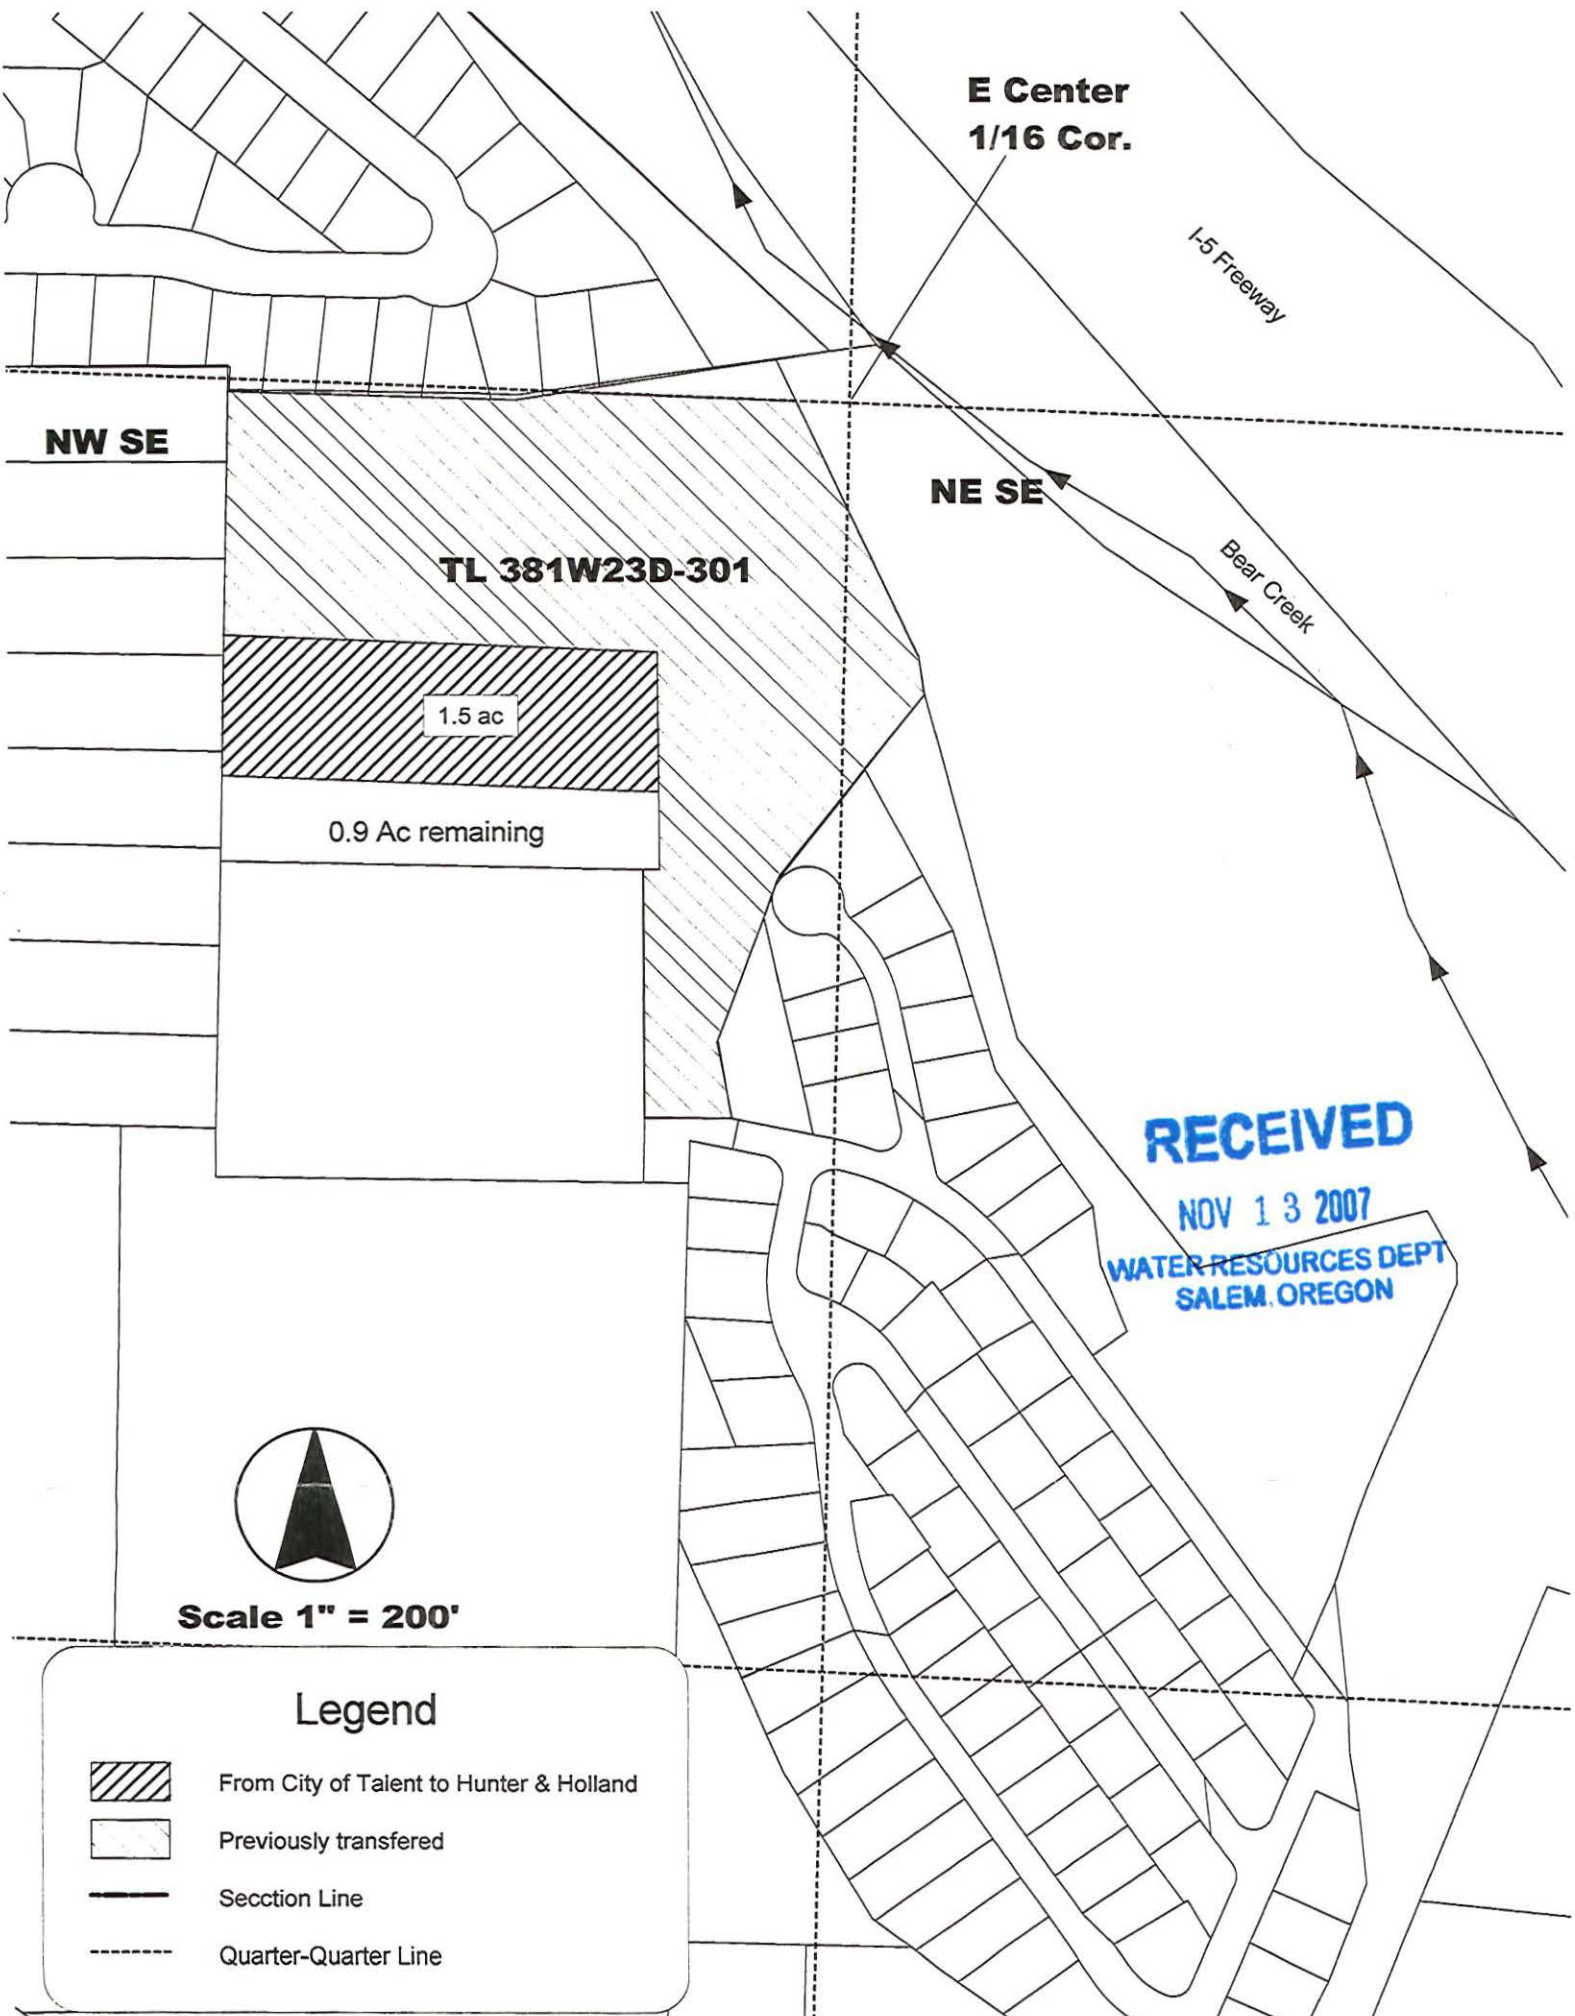 E Center
1/16 Cor.
I-5 Freeway
NW SE
NE SE
TL 381W23D-301
Bear Creek
1.5 ac
0.9 Ac remaining
RECEIVED
NOV 13 2007
WATER RESOURCES DEPT
SALEM, OREGON
Scale 1" = 200'
Legend
From City of Talent to Hunter & Holland
Previously transfered
Secction Line
Quarter-Quarter Line